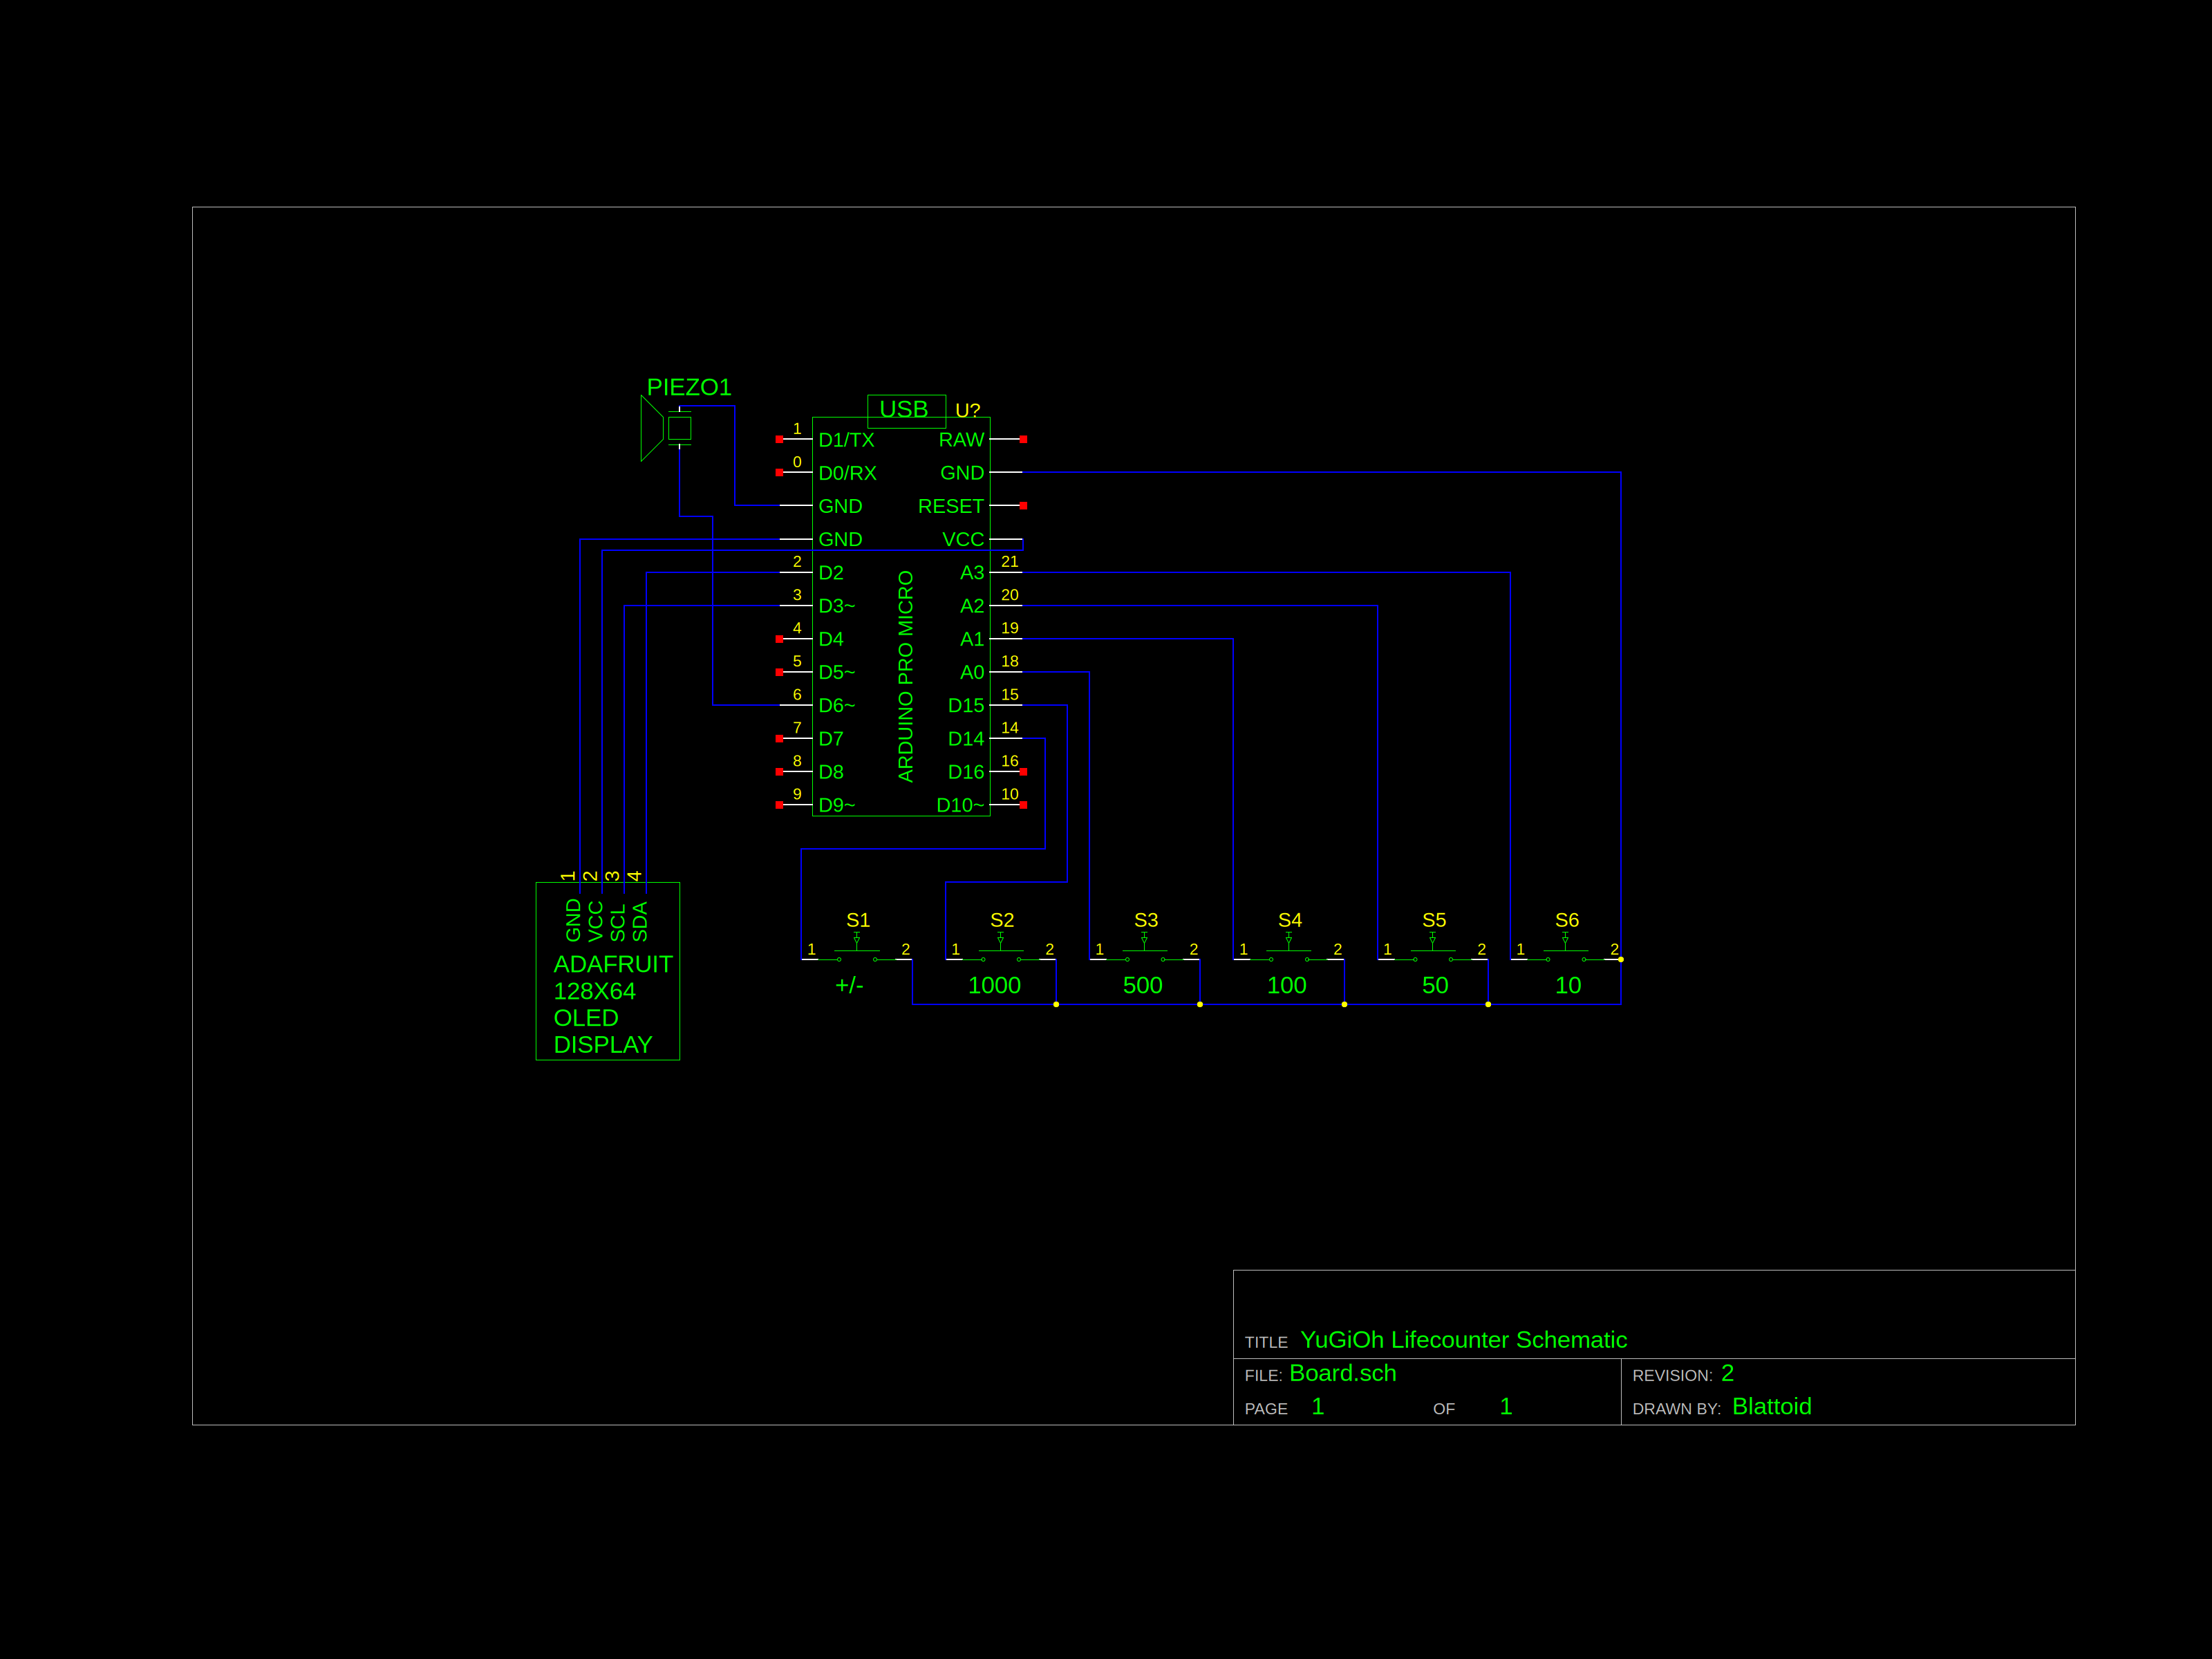 PIEZO1
USB U?
1 D1/TX RAW
0 D0/RX GND
GND RESET
GND VCC
2 D2 A3 21
3 D3~ A2 20
4 D4 A1 19
5 D5~ A0 18
6 D6~ D15 15
7 D7 D14 14
8 D8 D16 16
9 D9~ D10~ 10
ARDUINO PRO MICRO
1 2 3 4
GND
VCC
SCL
SDA
ADAFRUIT
128X64
OLED
DISPLAY
S1 S2 S3 S4 S5 S6
1 2 1 2 1 2 1 2 1 2 1 2
+/- 1000 500 100 50 10
TITLE YuGiOh Lifecounter Schematic
FILE: Board.sch REVISION: 2
PAGE 1 OF 1 DRAWN BY: Blattoid